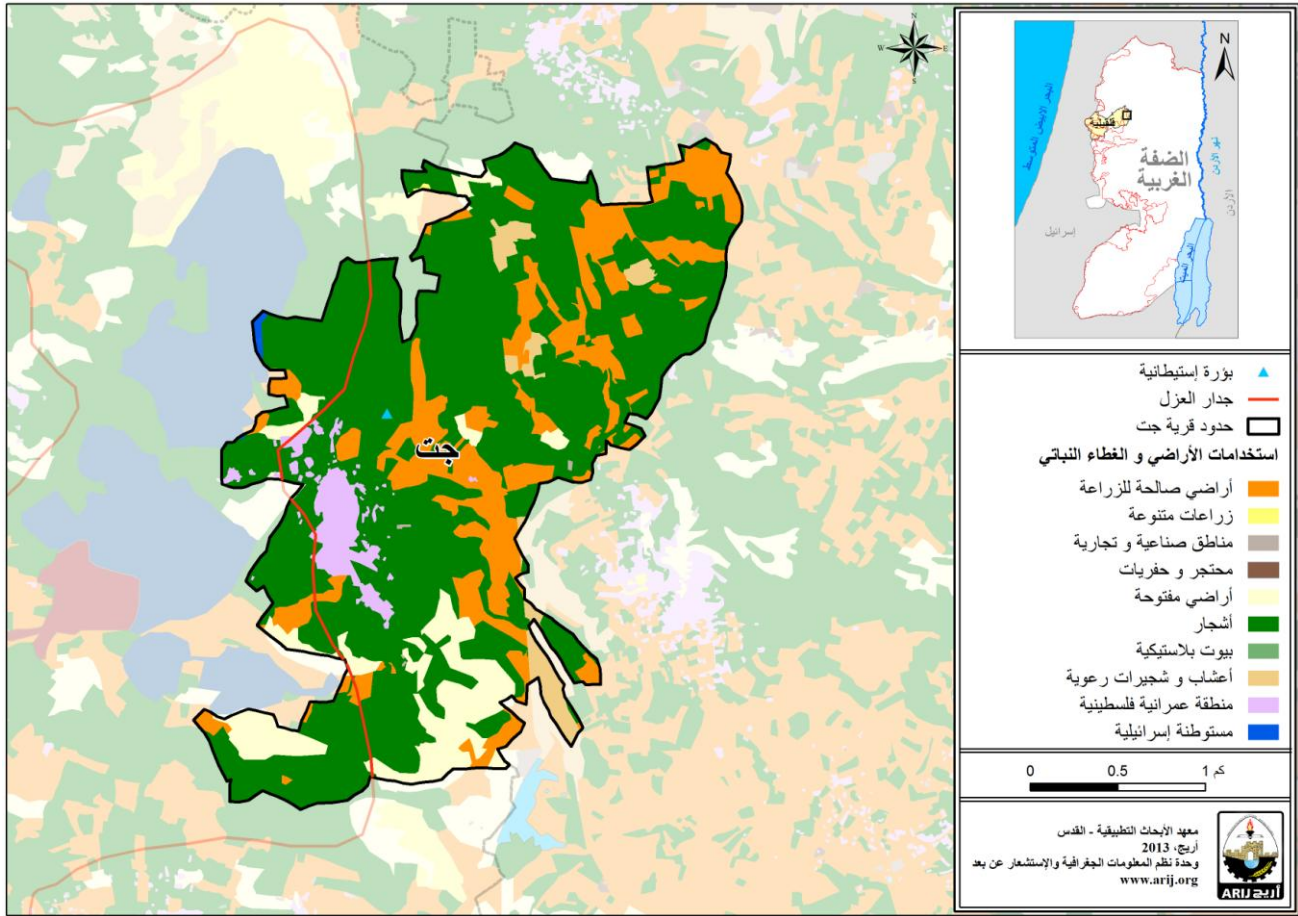 N
W
E
S
جت
N
البحر الابيض المتوسط
قلقيلية
الضفة
الغربية
نهر الأردن
الأردن
إسرائيل
البحر الميت
بؤرة إستيطانية
جدار العزل
حدود قرية جت
استخدامات الأراضي و الغطاء النباتي
أراضي صالحة للزراعة
زراعات متنوعة
مناطق صناعية و تجارية
محتجر و حفريات
أراضي مفتوحة
أشجار
بيوت بلاستيكية
أعشاب و شجيرات رعوية
منطقة عمرانية فلسطينية
مستوطنة إسرائيلية
0 0.5 1 كم
معهد الأبحاث التطبيقية - القدس
أريج، 2013
وحدة نظم المعلومات الجغرافية والإستشعار عن بعد
www.arij.org
أريج ARIJ